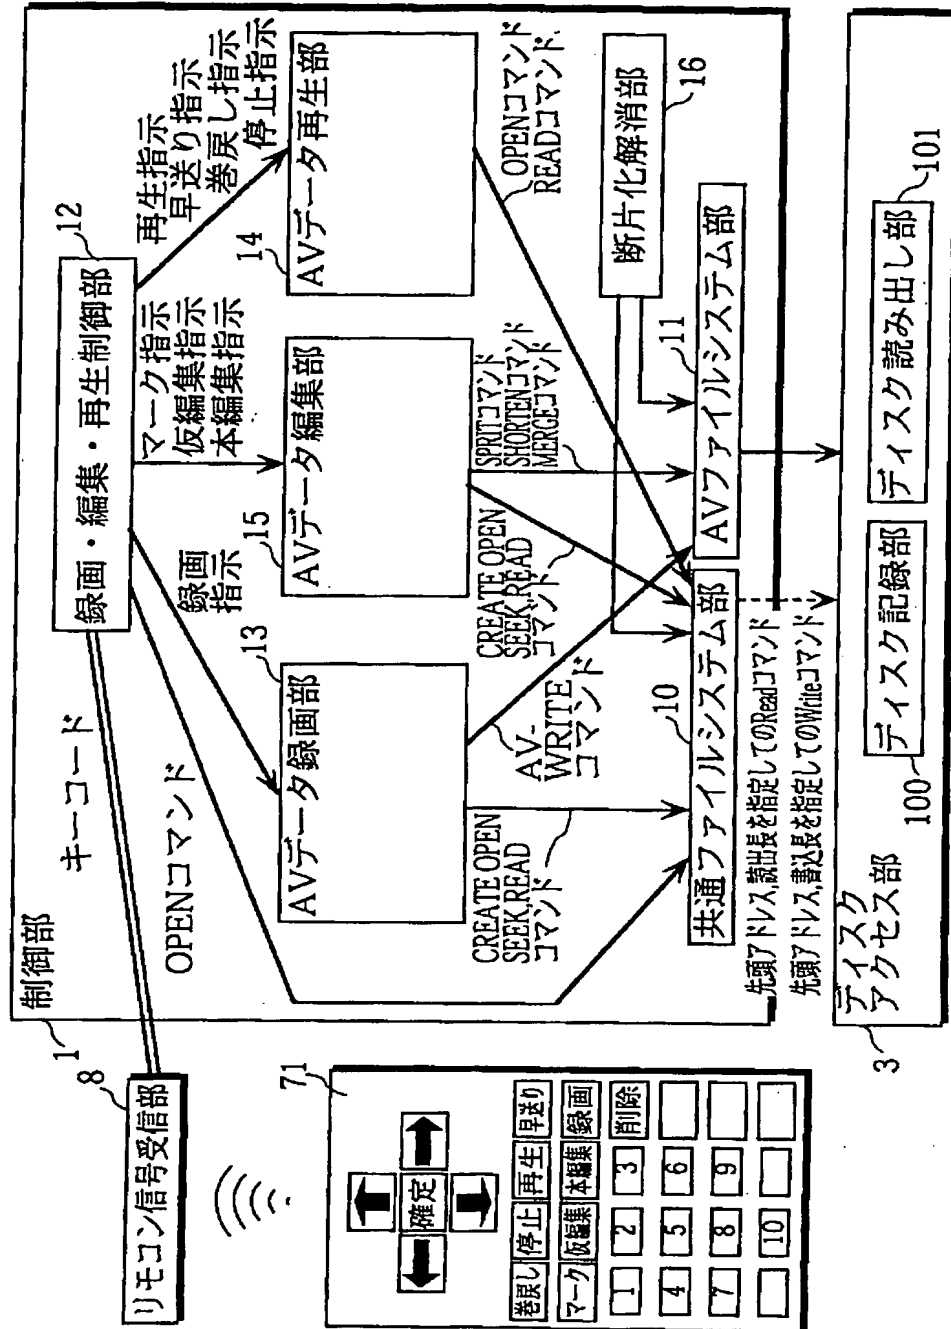 制御部
1
リモコン信号受信部
8
キーコード
録画・編集・再生制御部
12
OPENコマンド
録画
指示
マーク指示
仮編集指示
本編集指示
再生指示
早送り指示
巻戻し指示
停止指示
AVデータ録画部
13
AVデータ編集部
15
AVデータ再生部
14
CREATE OPEN
SEEK,READ
コマンド
AV-
WRITE
コマンド
CREATE OPEN
SEEK,READ
コマンド
SPRITコマンド
SHORTENコマンド
MERGEコマンド
OPENコマンド
READコマンド
断片化解消部
16
共通ファイルシステム部
10
AVファイルシステム部
11
先頭アドレス,読出長を指定してのReadコマンド
先頭アドレス,書込長を指定してのWriteコマンド
ディスク
アクセス部
3
ディスク記録部
100
ディスク読み出し部
101
71
確定
巻戻し 停止 再生 早送り
マーク 仮編集 本編集 録画
1 2 3 削除
4 5 6
7 8 9
10